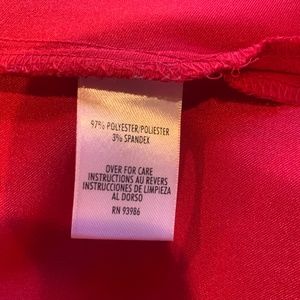 97% POLYESTER/POLIESTER
3% SPANDEX
OVER FOR CARE
INSTRUCTIONS AU REVERS
INSTRUCCIONES DE LIMPIEZA
AL DORSO
RN 93986